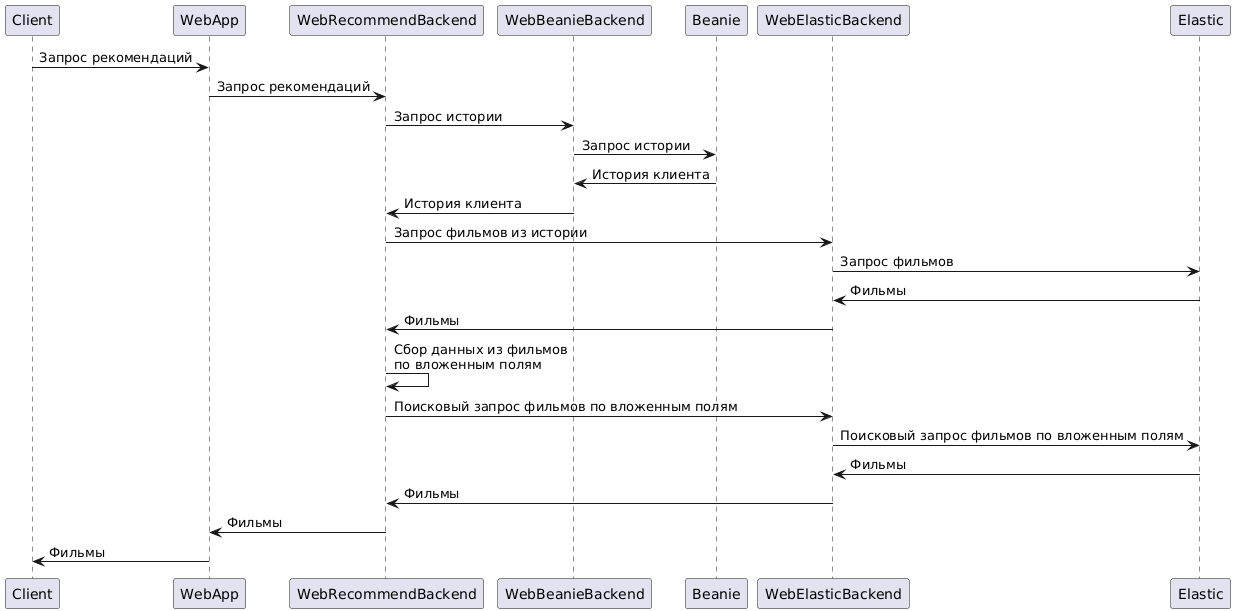 Client
WebApp
WebRecommendBackend
WebBeanieBackend
Beanie
WebElasticBackend
Elastic
Запрос рекомендаций
Запрос рекомендаций
Запрос истории
Запрос истории
История клиента
История клиента
Запрос фильмов из истории
Запрос фильмов
Фильмы
Фильмы
Сбор данных из фильмов
по вложенным полям
Поисковый запрос фильмов по вложенным полям
Поисковый запрос фильмов по вложенным полям
Фильмы
Фильмы
Фильмы
Фильмы
Client
WebApp
WebRecommendBackend
WebBeanieBackend
Beanie
WebElasticBackend
Elastic